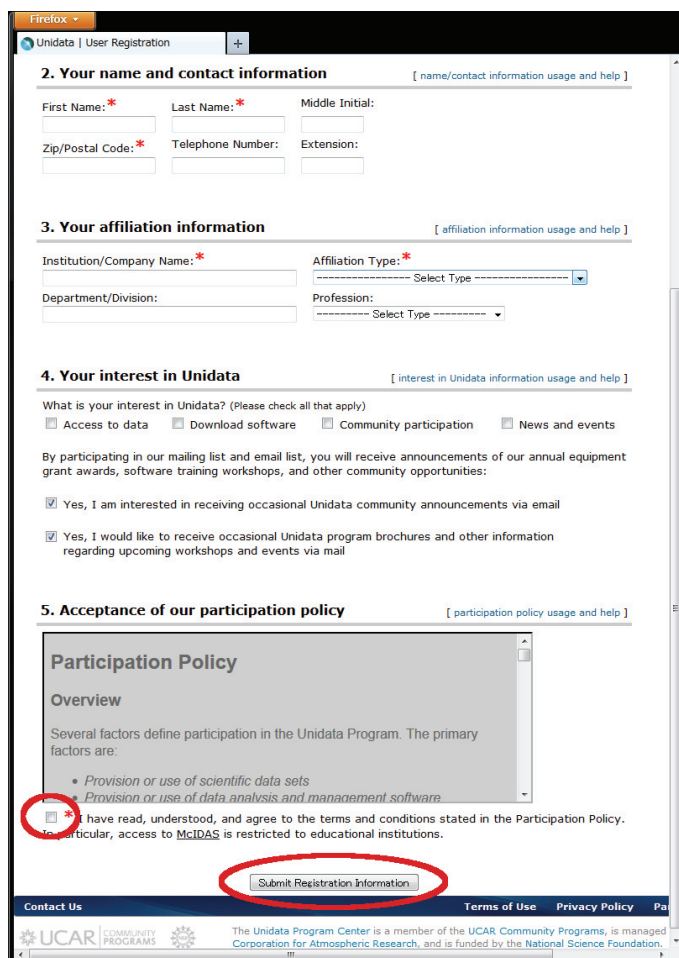 Firefox
Unidata | User Registration
+
2. Your name and contact information [ name/contact information usage and help ]
First Name:* Last Name:* Middle Initial:
Zip/Postal Code:* Telephone Number: Extension:
3. Your affiliation information [ affiliation information usage and help ]
Institution/Company Name:* Affiliation Type:*
---------------- Select Type ----------------
Department/Division: Profession:
--------- Select Type ---------
4. Your interest in Unidata [ interest in Unidata information usage and help ]
What is your interest in Unidata? (Please check all that apply)
Access to data Download software Community participation News and events
By participating in our mailing list and email list, you will receive announcements of our annual equipment
grant awards, software training workshops, and other community opportunities:
Yes, I am interested in receiving occasional Unidata community announcements via email
Yes, I would like to receive occasional Unidata program brochures and other information
regarding upcoming workshops and events via mail
5. Acceptance of our participation policy [ participation policy usage and help ]
Participation Policy
Overview
Several factors define participation in the Unidata Program. The primary
factors are:
• Provision or use of scientific data sets
• Provision or use of data analysis and management software
* I have read, understood, and agree to the terms and conditions stated in the Participation Policy.
In particular, access to McIDAS is restricted to educational institutions.
Submit Registration Information
Contact Us Terms of Use Privacy Policy Pa
UCAR COMMUNITY PROGRAMS The Unidata Program Center is a member of the UCAR Community Programs, is managed
Corporation for Atmospheric Research, and is funded by the National Science Foundation.